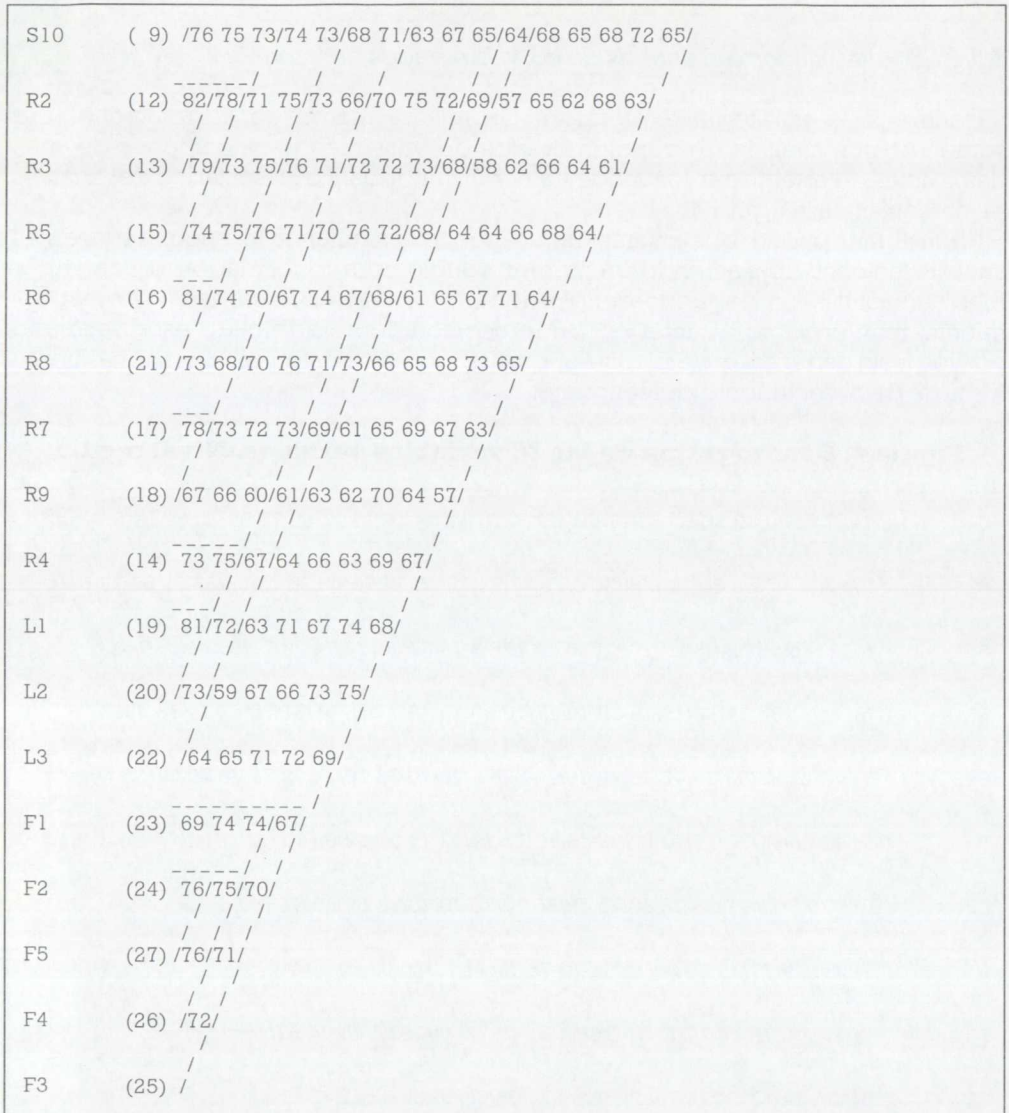 S10 ( 9) /76 75 73/74 73/68 71/63 67 65/64/68 65 68 72 65/
R2 (12) 82/78/71 75/73 66/70 75 72/69/57 65 62 68 63/
R3 (13) /79/73 75/76 71/72 72 73/68/58 62 66 64 61/
R5 (15) /74 75/76 71/70 76 72/68/ 64 64 66 68 64/
R6 (16) 81/74 70/67 74 67/68/61 65 67 71 64/
R8 (21) /73 68/70 76 71/73/66 65 68 73 65/
R7 (17) 78/73 72 73/69/61 65 69 67 63/
R9 (18) /67 66 60/61/63 62 70 64 57/
R4 (14) 73 75/67/64 66 63 69 67/
L1 (19) 81/72/63 71 67 74 68/
L2 (20) /73/59 67 66 73 75/
L3 (22) /64 65 71 72 69/
F1 (23) 69 74 74/67/
F2 (24) 76/75/70/
F5 (27) /76/71/
F4 (26) /72/
F3 (25) /